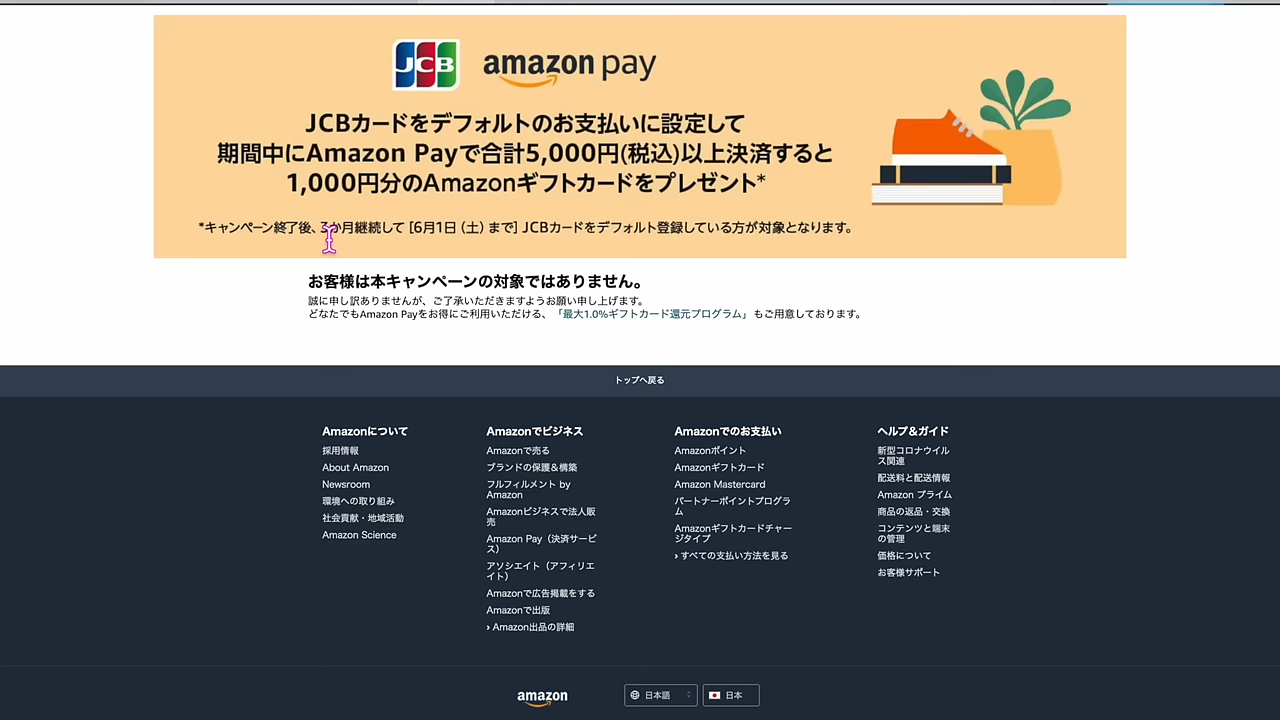 JCB
amazon pay
JCBカードをデフォルトのお支払いに設定して
期間中にAmazon Payで合計5,000円(税込)以上決済すると
1,000円分のAmazonギフトカードをプレゼント*
*キャンペーン終了後、3か月継続して [6月1日 (土) まで] JCBカードをデフォルト登録している方が対象となります。
お客様は本キャンペーンの対象ではありません。
誠に申し訳ありませんが、ご了承いただきますようお願い申し上げます。
どなたでもAmazon Payをお得にご利用いただける、「最大1.0%ギフトカード還元プログラム」もご用意しております。
トップへ戻る
Amazonについて
採用情報
About Amazon
Newsroom
環境への取り組み
社会貢献・地域活動
Amazon Science
Amazonでビジネス
Amazonで売る
ブランドの保護&構築
フルフィルメント by
Amazon
Amazonビジネスで法人販
売
Amazon Pay（決済サービ
ス）
アソシエイト（アフィリエ
イト）
Amazonで広告掲載をする
Amazonで出版
› Amazon出品の詳細
Amazonでのお支払い
Amazonポイント
Amazonギフトカード
Amazon Mastercard
パートナーポイントプログラ
ム
Amazonギフトカードチャー
ジタイプ
› すべての支払い方法を見る
ヘルプ&ガイド
新型コロナウイル
ス関連
配送料と配送情報
Amazon プライム
商品の返品・交換
コンテンツと端末
の管理
価格について
お客様サポート
amazon
日本語
日本